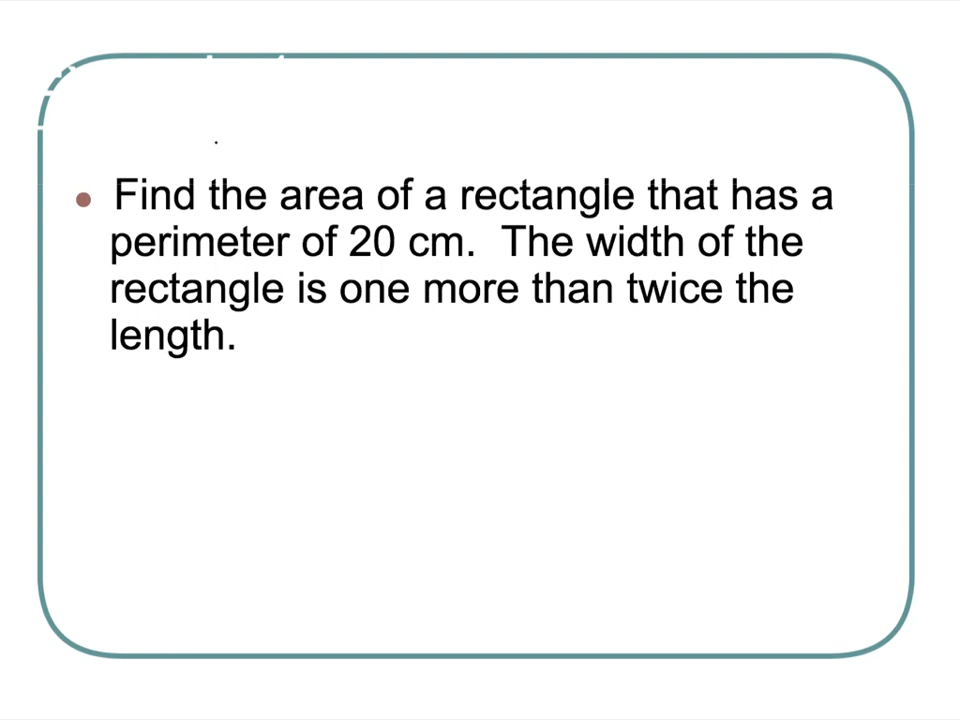 Find the area of a rectangle that has a
perimeter of 20 cm. The width of the
rectangle is one more than twice the
length.